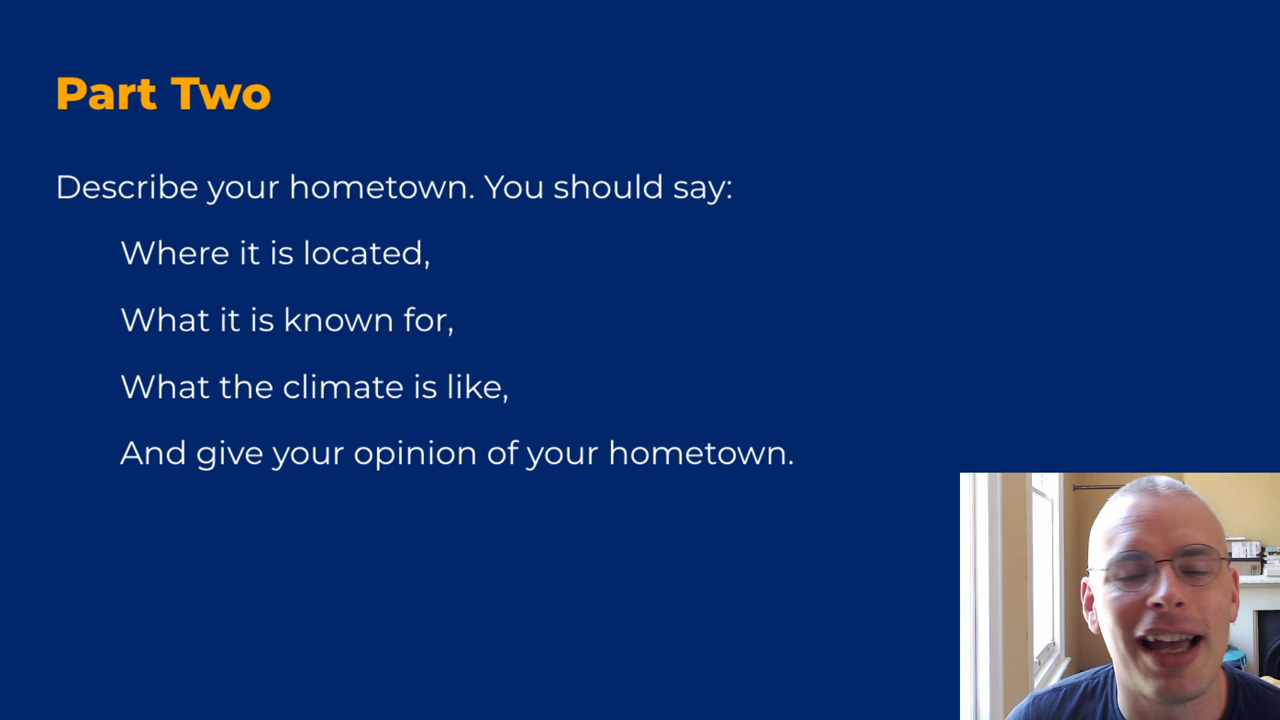 Part Two
Describe your hometown. You should say:
Where it is located,
What it is known for,
What the climate is like,
And give your opinion of your hometown.